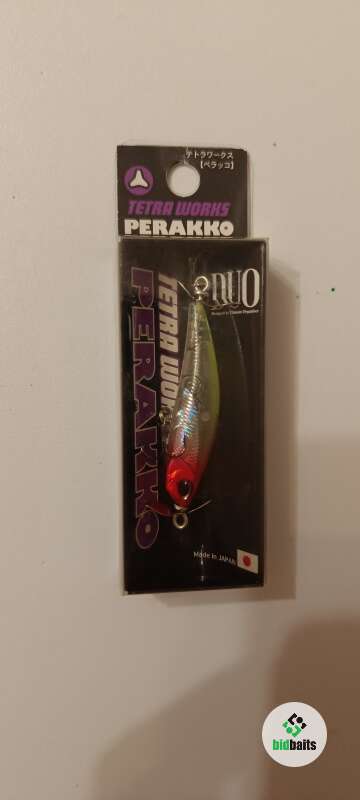 テトラワークス
【ペラッコ】
TETRA WORKS
PERAKKO
DUO
TETRA WO
PERAKKO
Made In JAPAN
bidbaits